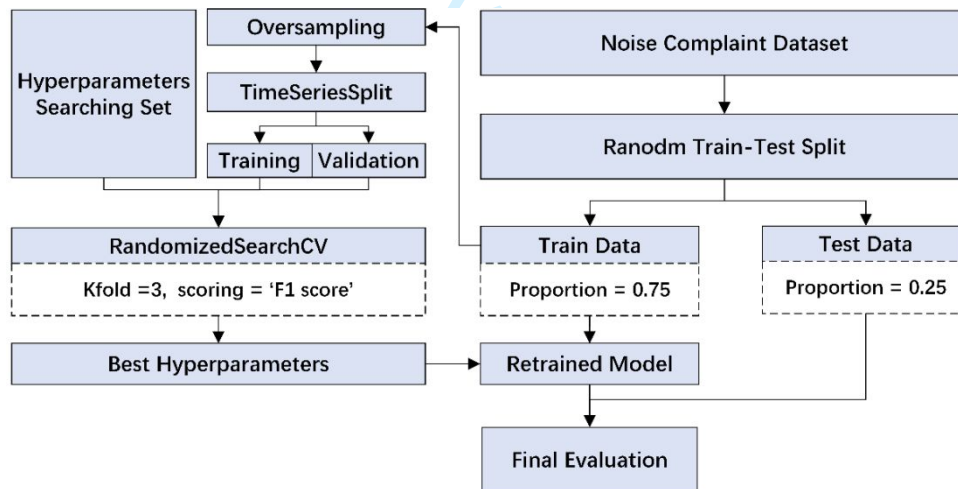 Oversampling
Noise Complaint Dataset
Hyperparameters
Searching Set
TimeSeriesSplit
Ranodm Train-Test Split
Training
Validation
RandomizedSearchCV
Train Data
Test Data
Kfold =3, scoring = ‘F1 score’
Proportion = 0.75
Proportion = 0.25
Best Hyperparameters
Retrained Model
Final Evaluation